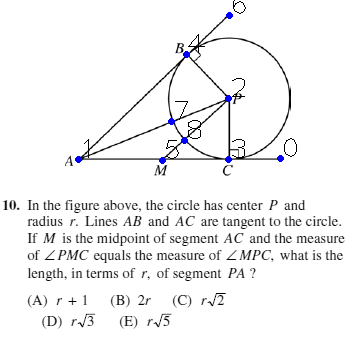 6
B 4
2
P
7
8
1 5 3 0
A M C
10. In the figure above, the circle has center P and
radius r. Lines AB and AC are tangent to the circle.
If M is the midpoint of segment AC and the measure
of ∠PMC equals the measure of ∠MPC, what is the
length, in terms of r, of segment PA ?
(A) r + 1 (B) 2r (C) r√2
(D) r√3 (E) r√5